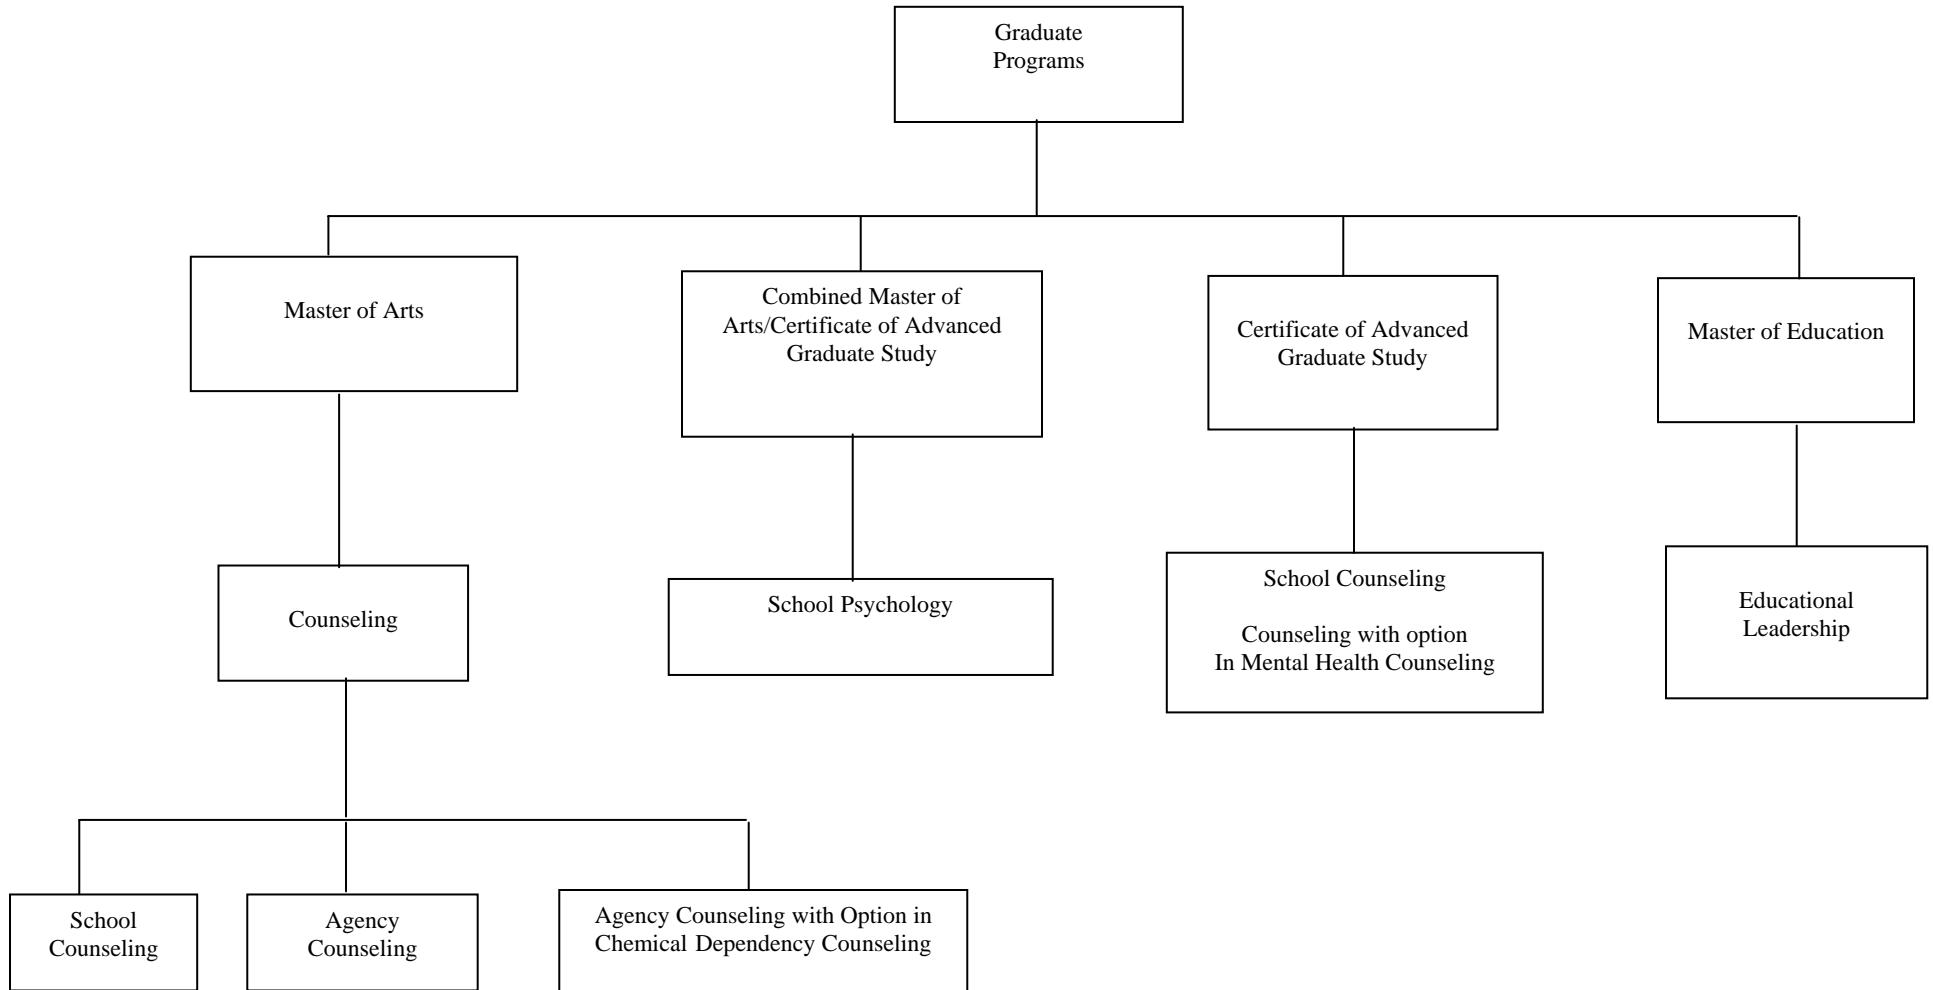 Graduate
Programs
Master of Arts
Combined Master of
Arts/Certificate of Advanced
Graduate Study
Certificate of Advanced
Graduate Study
Master of Education
Counseling
School Psychology
School Counseling
Counseling with option
In Mental Health Counseling
Educational
Leadership
School
Counseling
Agency
Counseling
Agency Counseling with Option in
Chemical Dependency Counseling